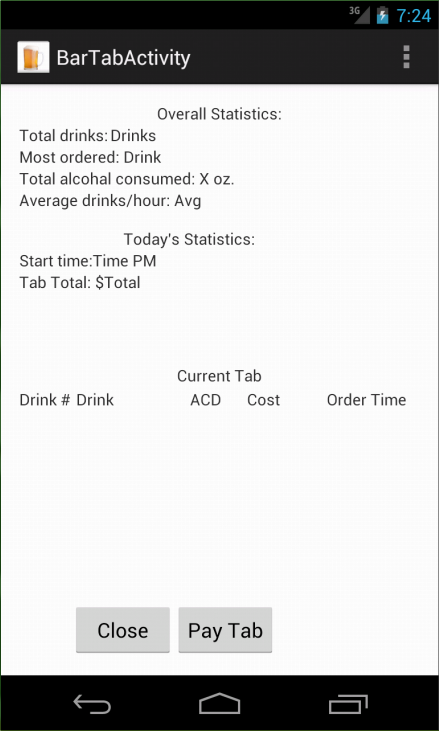 3G 7:24
BarTabActivity
Overall Statistics:
Total drinks: Drinks
Most ordered: Drink
Total alcohal consumed: X oz.
Average drinks/hour: Avg
Today's Statistics:
Start time:Time PM
Tab Total: $Total
Current Tab
Drink # Drink ACD Cost Order Time
Close Pay Tab